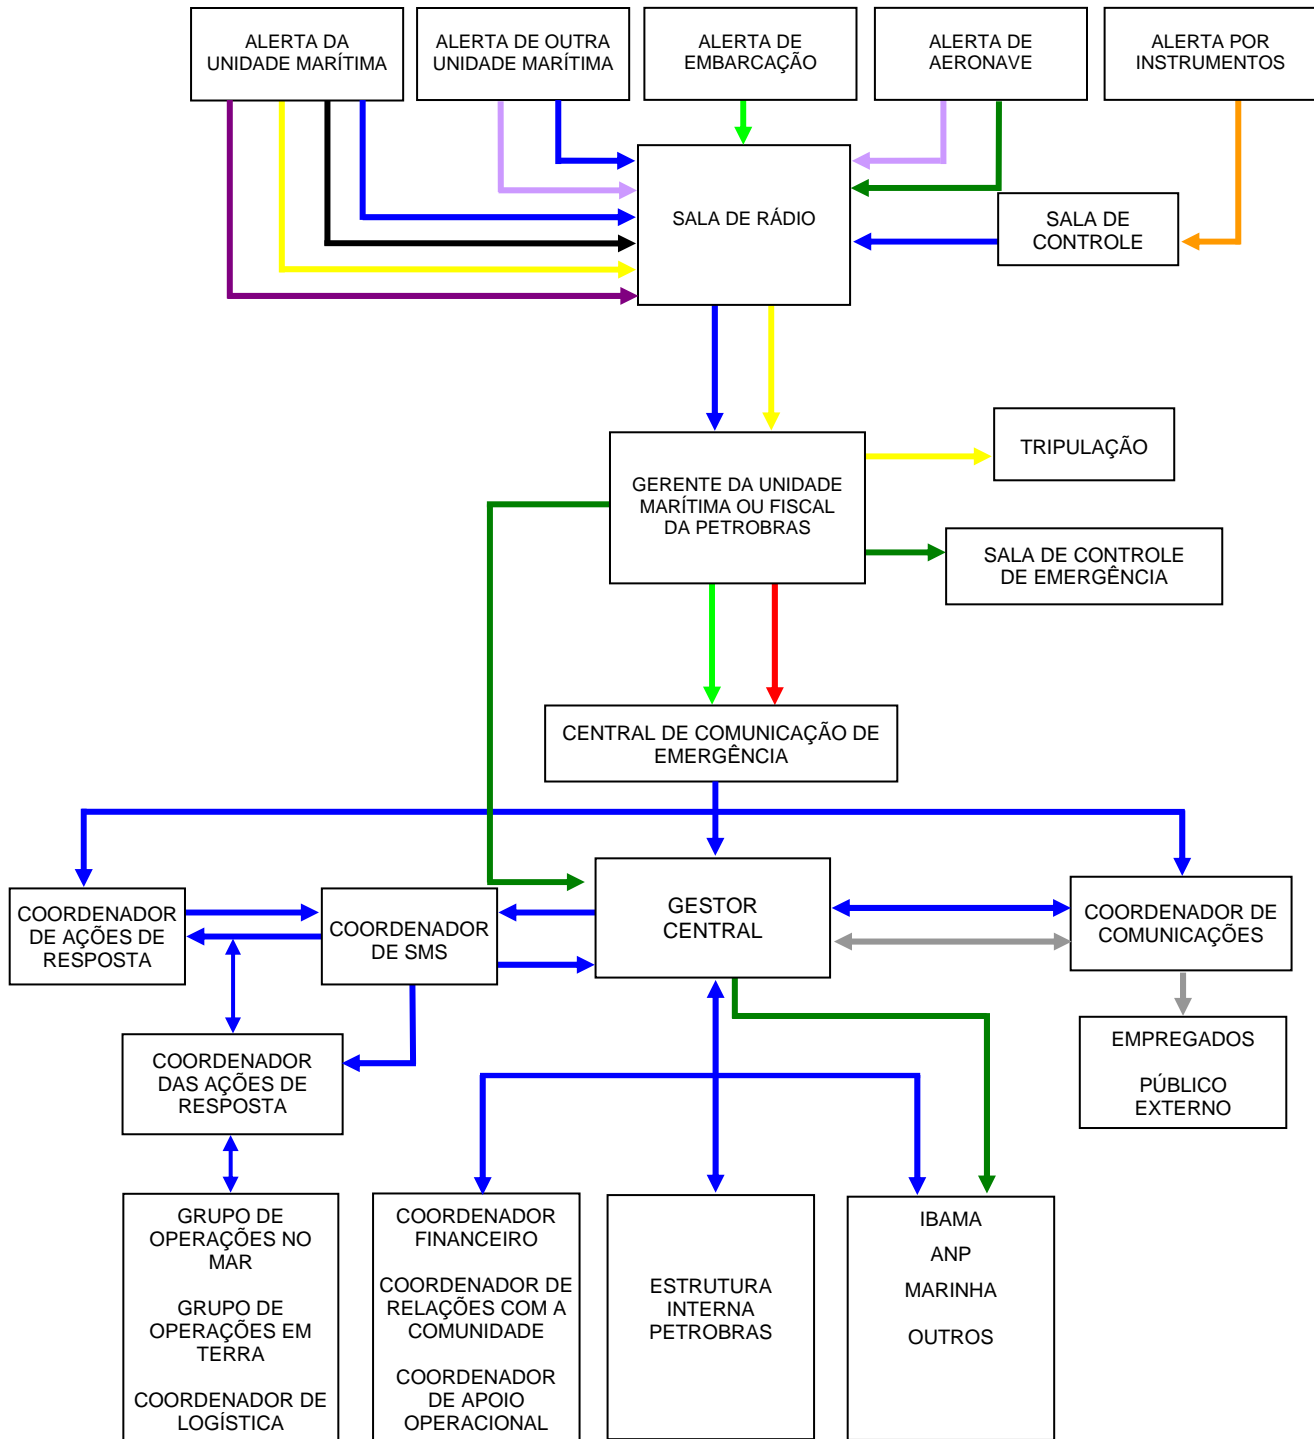 ALERTA DA
UNIDADE MARÍTIMA
ALERTA DE OUTRA
UNIDADE MARÍTIMA
ALERTA DE
EMBARCAÇÃO
ALERTA DE
AERONAVE
ALERTA POR
INSTRUMENTOS
SALA DE RÁDIO
SALA DE
CONTROLE
TRIPULAÇÃO
GERENTE DA UNIDADE
MARÍTIMA OU FISCAL
DA PETROBRAS
SALA DE CONTROLE
DE EMERGÊNCIA
CENTRAL DE COMUNICAÇÃO DE
EMERGÊNCIA
COORDENADOR
DE AÇÕES DE
RESPOSTA
COORDENADOR
DE SMS
GESTOR
CENTRAL
COORDENADOR DE
COMUNICAÇÕES
COORDENADOR
DAS AÇÕES DE
RESPOSTA
EMPREGADOS
PÚBLICO
EXTERNO
GRUPO DE
OPERAÇÕES NO
MAR
GRUPO DE
OPERAÇÕES EM
TERRA
COORDENADOR DE
LOGÍSTICA
COORDENADOR
FINANCEIRO
COORDENADOR DE
RELAÇÕES COM A
COMUNIDADE
COORDENADOR
DE APOIO
OPERACIONAL
ESTRUTURA
INTERNA
PETROBRAS
IBAMA
ANP
MARINHA
OUTROS